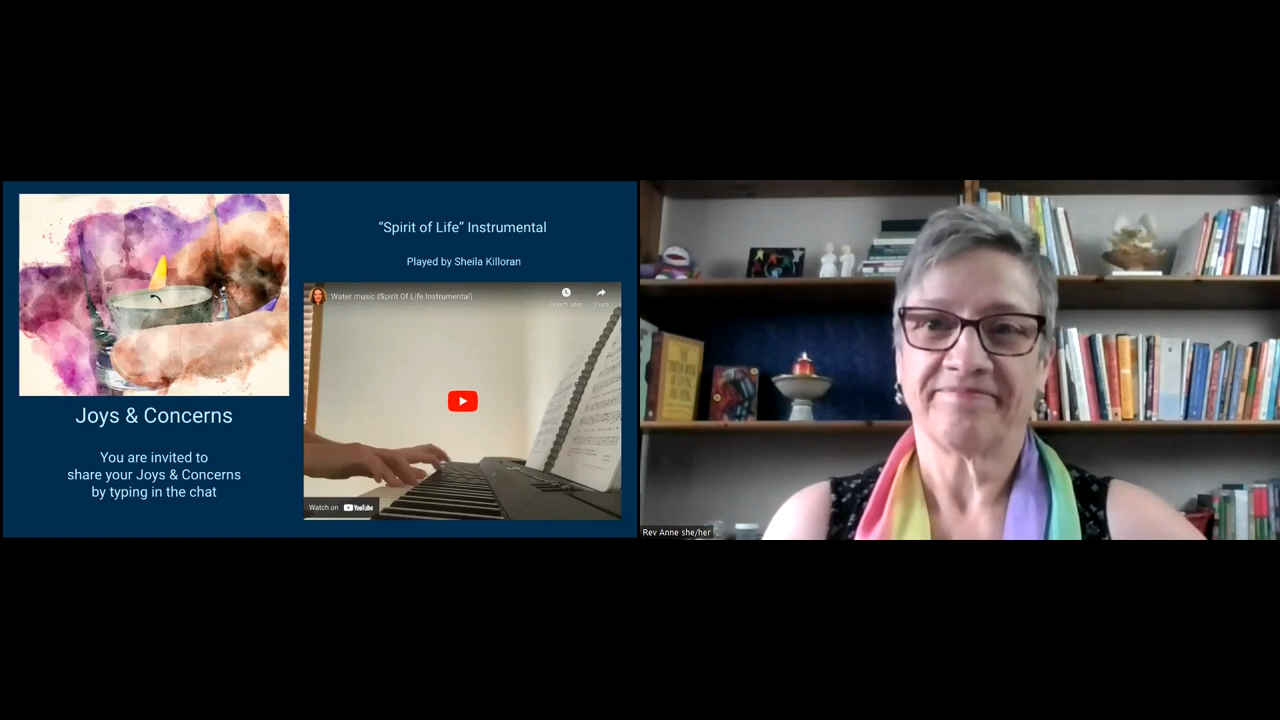 “Spirit of Life” Instrumental
Played by Sheila Killoran
Water music (Spirit Of Life Instrumental)
Watch later
Share
Watch on YouTube
Joys & Concerns
You are invited to
share your Joys & Concerns
by typing in the chat
Rev Anne she/her